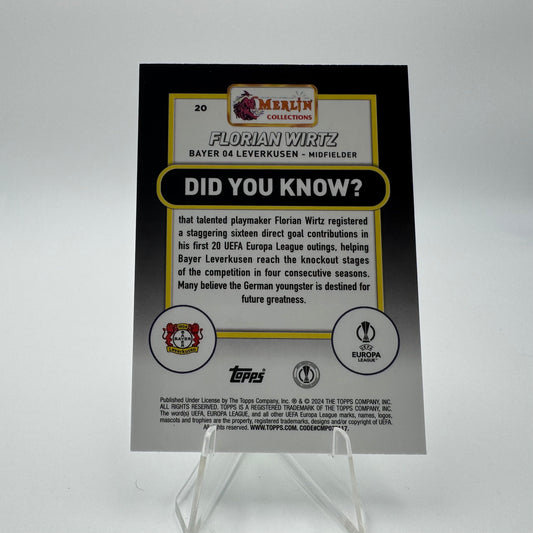 20
MERLIN
COLLECTIONS
FLORIAN WIRTZ
BAYER 04 LEVERKUSEN - MIDFIELDER
DID YOU KNOW?
that talented playmaker Florian Wirtz registered
a staggering sixteen direct goal contributions in
his first 20 UEFA Europa League outings, helping
Bayer Leverkusen reach the knockout stages
of the competition in four consecutive seasons.
Many believe the German youngster is destined for
future greatness.
BAYER
Leverkusen
UEFA
EUROPA
LEAGUE
topps
Published Under License by The Topps Company, Inc. ® & © 2024 THE TOPPS COMPANY, INC.
ALL RIGHTS RESERVED. TOPPS IS A REGISTERED TRADEMARK OF THE TOPPS COMPANY, INC.
The word(s) UEFA, EUROPA LEAGUE, and all other UEFA Europa League marks, names, logos,
mascots and trophies are the property, registered trademarks, designs and/or copyright of UEFA.
All rights reserved. WWW.TOPPS.COM.